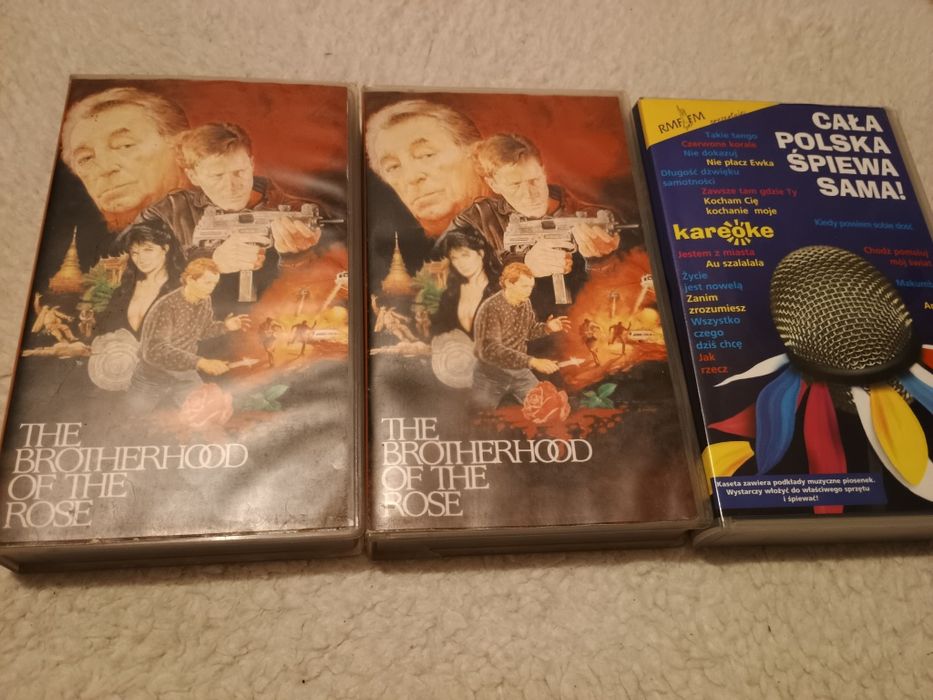 THE
BROTHERHOOD
OF THE
ROSE
THE
BROTHERHOOD
OF THE
ROSE
RMF FM
CAŁA
POLSKA
ŚPIEWA
SAMA!
Takie tango
Czerwone korale
Nie dokazuj
Nie płacz Ewka
Długość dźwięku
samotności
Zawsze tam gdzie Ty
Kocham Cię
kochanie moje
kareoke
Kiedy powiem sobie dość
Jestem z miasta
Au szalalala
Chodź pomaluj
mój świat
Życie
jest nowelą
Zanim
zrozumiesz
Wszystko
czego
dziś chcę
Jak
rzecz
Kaseta zawiera podkłady muzyczne piosenek.
Wystarczy włożyć do właściwego sprzętu
i śpiewać!